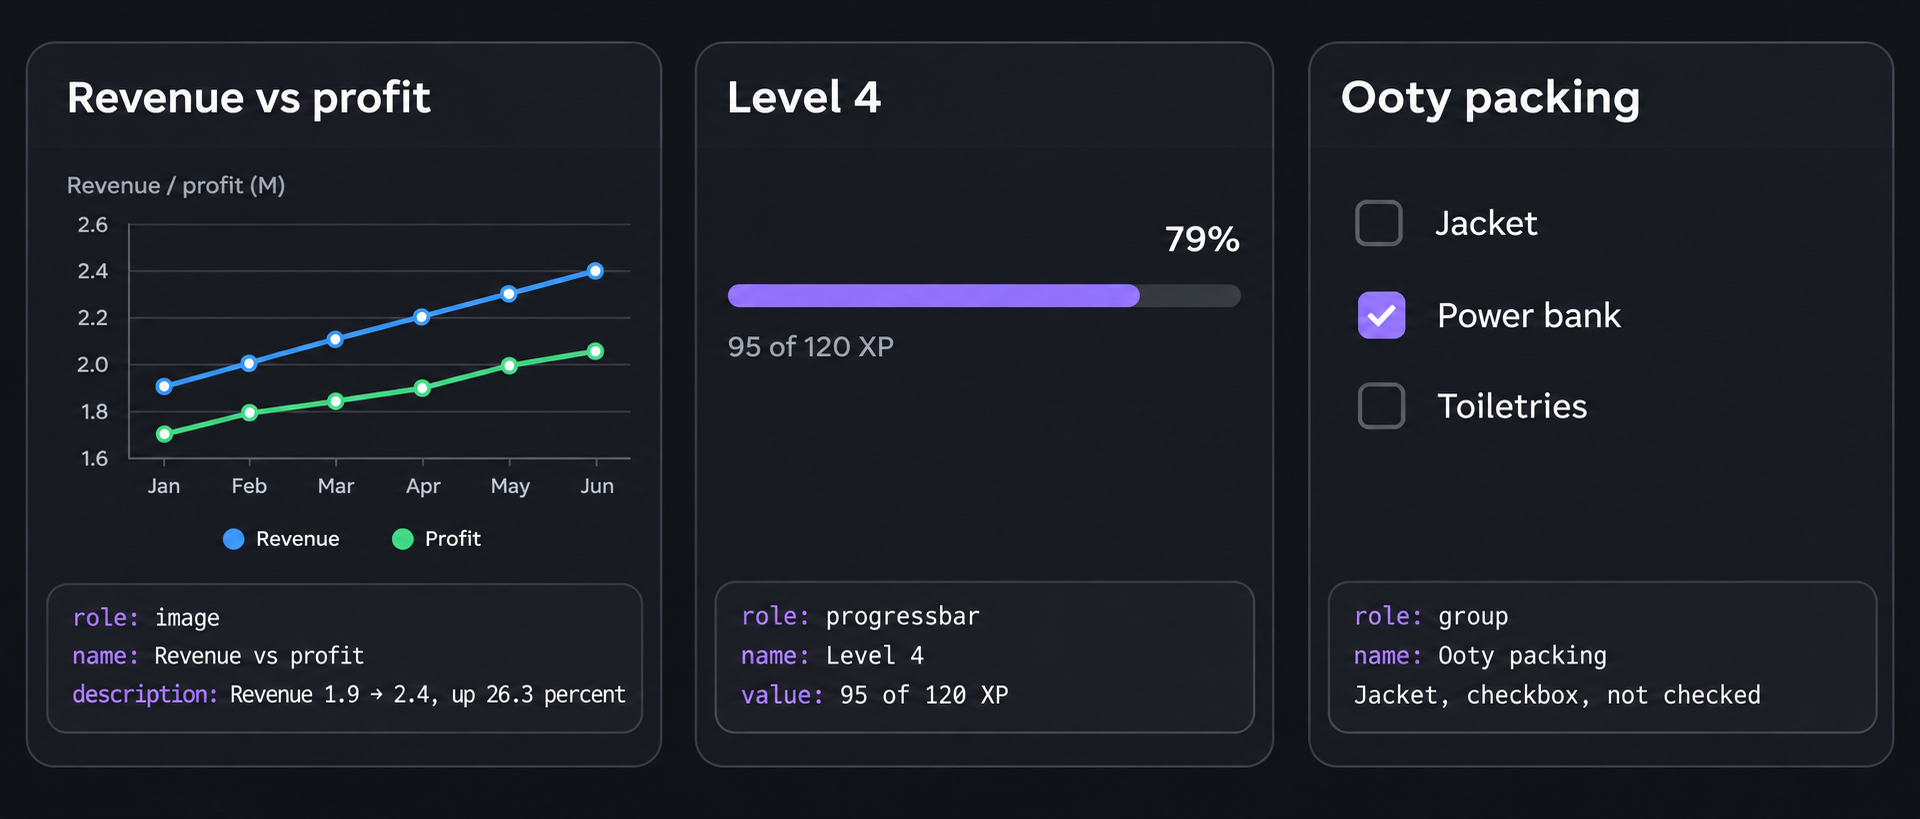 Revenue vs profit
Revenue / profit (M)
2.6
2.4
2.2
2.0
1.8
1.6
Jan Feb Mar Apr May Jun
Revenue Profit
role: image
name: Revenue vs profit
description: Revenue 1.9 → 2.4, up 26.3 percent
Level 4
79%
95 of 120 XP
role: progressbar
name: Level 4
value: 95 of 120 XP
Ooty packing
Jacket
Power bank
Toiletries
role: group
name: Ooty packing
Jacket, checkbox, not checked